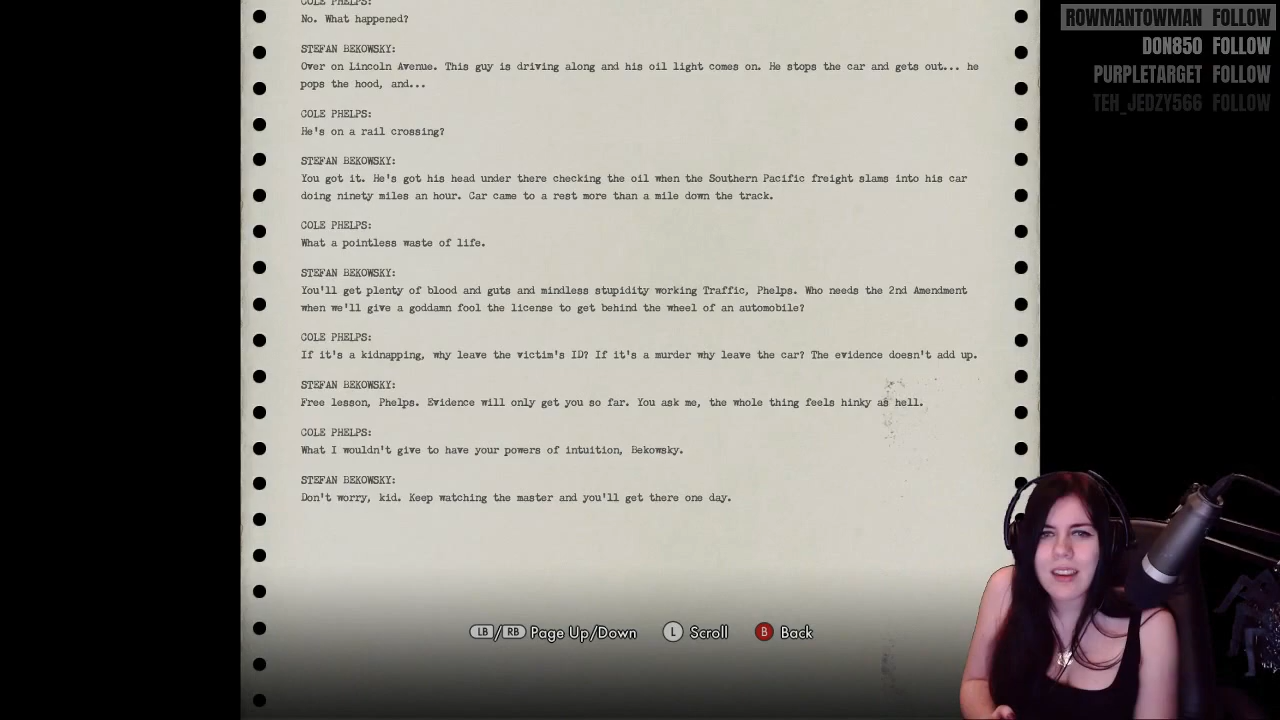 COLE PHELPS:
No. What happened?
STEFAN BEKOWSKY:
Over on Lincoln Avenue. This guy is driving along and his oil light comes on. He stops the car and gets out... he
pops the hood, and...
COLE PHELPS:
He's on a rail crossing?
STEFAN BEKOWSKY:
You got it. He's got his head under there checking the oil when the Southern Pacific freight slams into his car
doing ninety miles an hour. Car came to a rest more than a mile down the track.
COLE PHELPS:
What a pointless waste of life.
STEFAN BEKOWSKY:
You'll get plenty of blood and guts and mindless stupidity working Traffic, Phelps. Who needs the 2nd Amendment
when we'll give a goddamn fool the license to get behind the wheel of an automobile?
COLE PHELPS:
If it's a kidnapping, why leave the victim's ID? If it's a murder why leave the car? The evidence doesn't add up.
STEFAN BEKOWSKY:
Free lesson, Phelps. Evidence will only get you so far. You ask me, the whole thing feels hinky as hell.
COLE PHELPS:
What I wouldn't give to have your powers of intuition, Bekowsky.
STEFAN BEKOWSKY:
Don't worry, kid. Keep watching the master and you'll get there one day.
LB/RB Page Up/Down L Scroll B Back
ROWMANTOWMAN FOLLOW
DON850 FOLLOW
PURPLETARGET FOLLOW
TEH_JEDZY566 FOLLOW